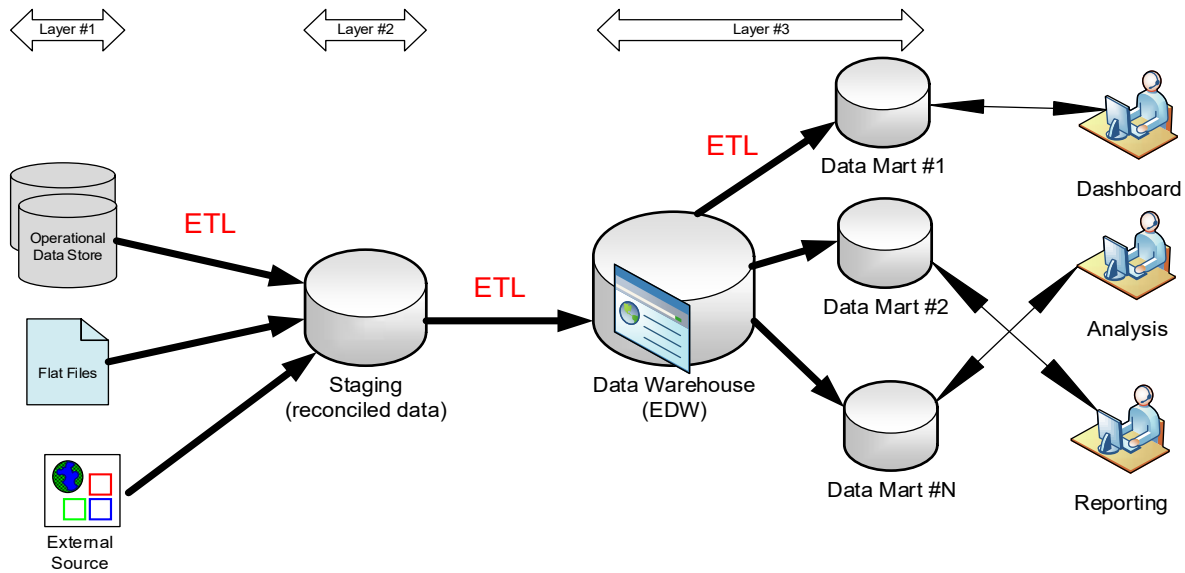 Layer #1
Layer #2
Layer #3
Operational
Data Store
ETL
Flat Files
External
Source
Staging
(reconciled data)
ETL
Data Warehouse
(EDW)
ETL
Data Mart #1
Data Mart #2
Data Mart #N
Dashboard
Analysis
Reporting